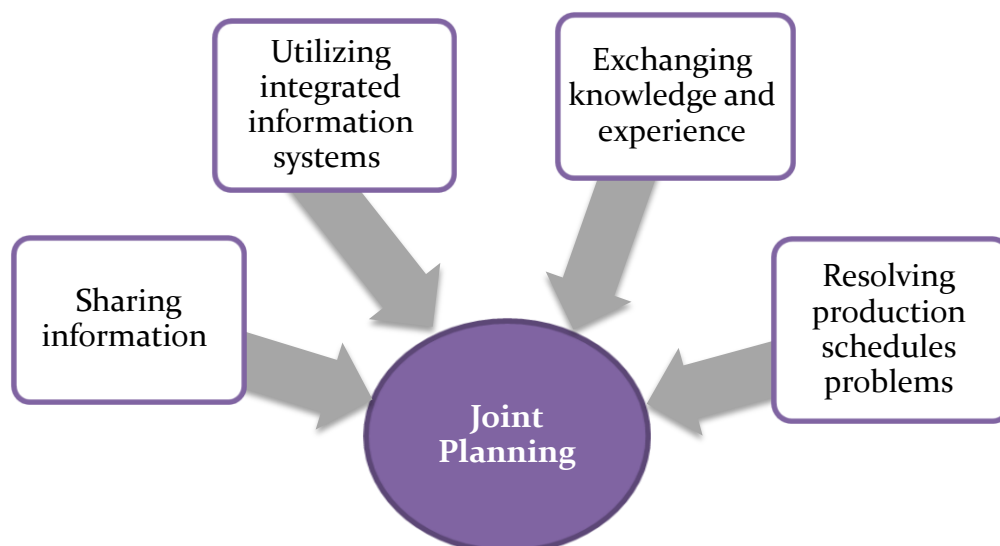 Utilizing
integrated
information
systems
Exchanging
knowledge and
experience
Sharing
information
Resolving
production
schedules
problems
Joint
Planning